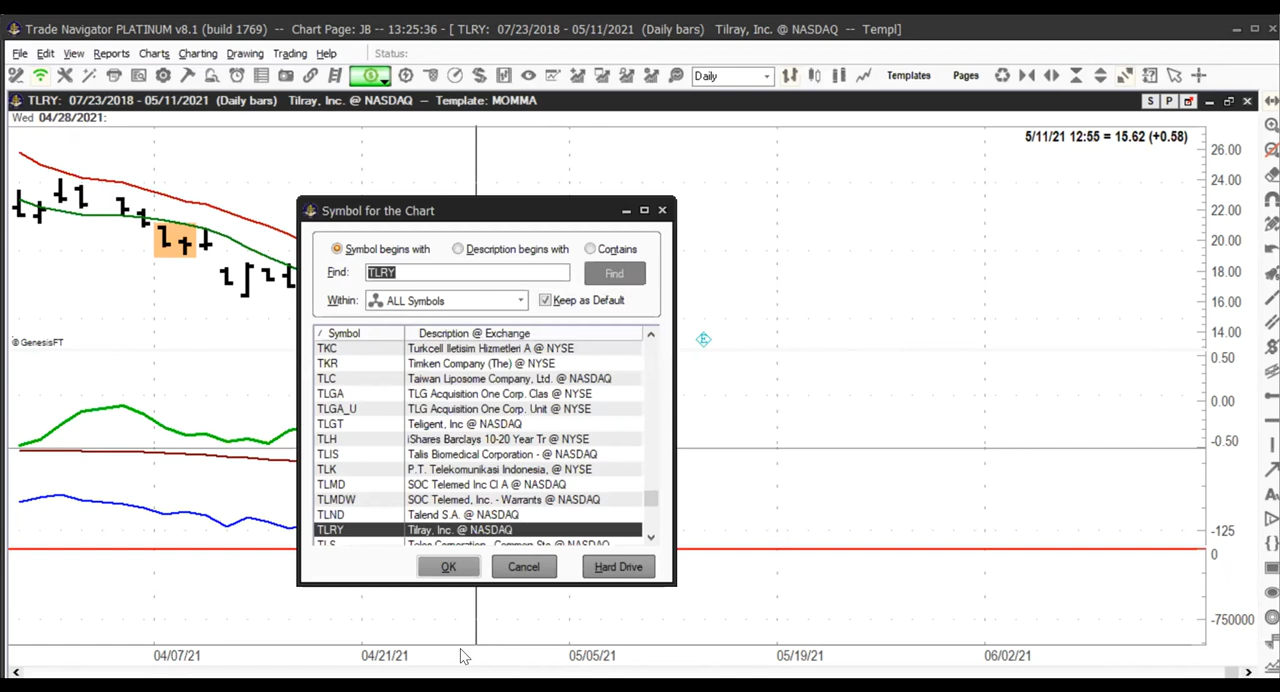 Trade Navigator PLATINUM v8.1 (build 1769) -- Chart Page: JB -- 13:25:36 - [ TLRY: 07/23/2018 - 05/11/2021 (Daily bars) Tilray, Inc. @ NASDAQ -- Templ]
File Edit View Reports Charts Charting Drawing Trading Help Status:
Daily Templates Pages
TLRY: 07/23/2018 - 05/11/2021 (Daily bars) Tilray, Inc. @ NASDAQ -- Template: MOMMA S P
Wed 04/28/2021:
5/11/21 12:55 = 15.62 (+0.58)
26.00
24.00
22.00
20.00
18.00
16.00
14.00
0.50
0.00
-0.50
-125
0
-750000
© GenesisFT
E
Symbol for the Chart
Symbol begins with Description begins with Contains
Find: TLRY Find
Within: ALL Symbols Keep as Default
Symbol Description @ Exchange
TKC Turkcell Iletisim Hizmetleri A @ NYSE
TKR Timken Company (The) @ NYSE
TLC Taiwan Liposome Company, Ltd. @ NASDAQ
TLGA TLG Acquisition One Corp. Clas @ NYSE
TLGA_U TLG Acquisition One Corp. Unit @ NYSE
TLGT Teligent, Inc @ NASDAQ
TLH iShares Barclays 10-20 Year Tr @ NYSE
TLIS Talis Biomedical Corporation - @ NASDAQ
TLK P.T. Telekomunikasi Indonesia, @ NYSE
TLMD SOC Telemed Inc Cl A @ NASDAQ
TLMDW SOC Telemed, Inc. - Warrants @ NASDAQ
TLND Talend S.A. @ NASDAQ
TLRY Tilray, Inc. @ NASDAQ
TLS Telos Corporation - Common Sto @ NASDAQ
OK Cancel Hard Drive
04/07/21 04/21/21 05/05/21 05/19/21 06/02/21